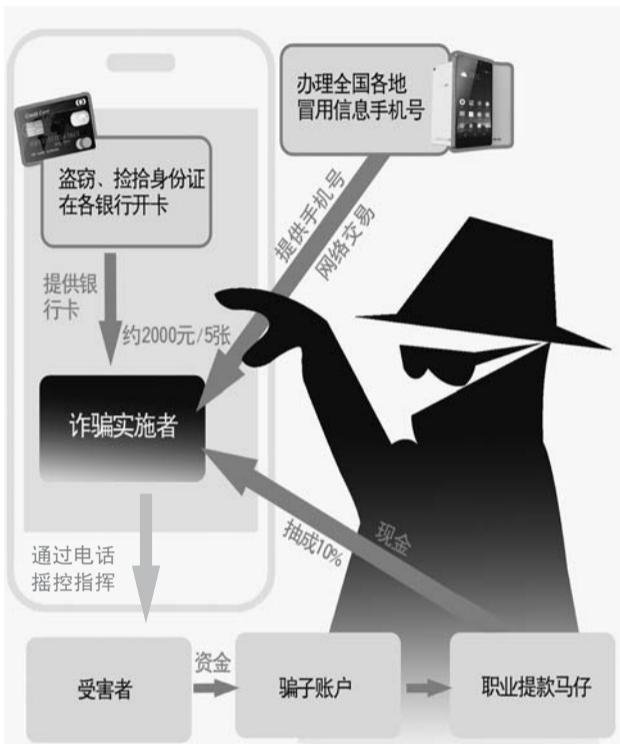 办理全国各地
冒用信息手机号
盗窃、捡拾身份证
在各银行开卡
提供手机号
网络交易
提供银
行卡
约2000元/5张
诈骗实施者
现金
抽成10%
通过电话
摇控指挥
受害者
资金
骗子账户
职业提款马仔